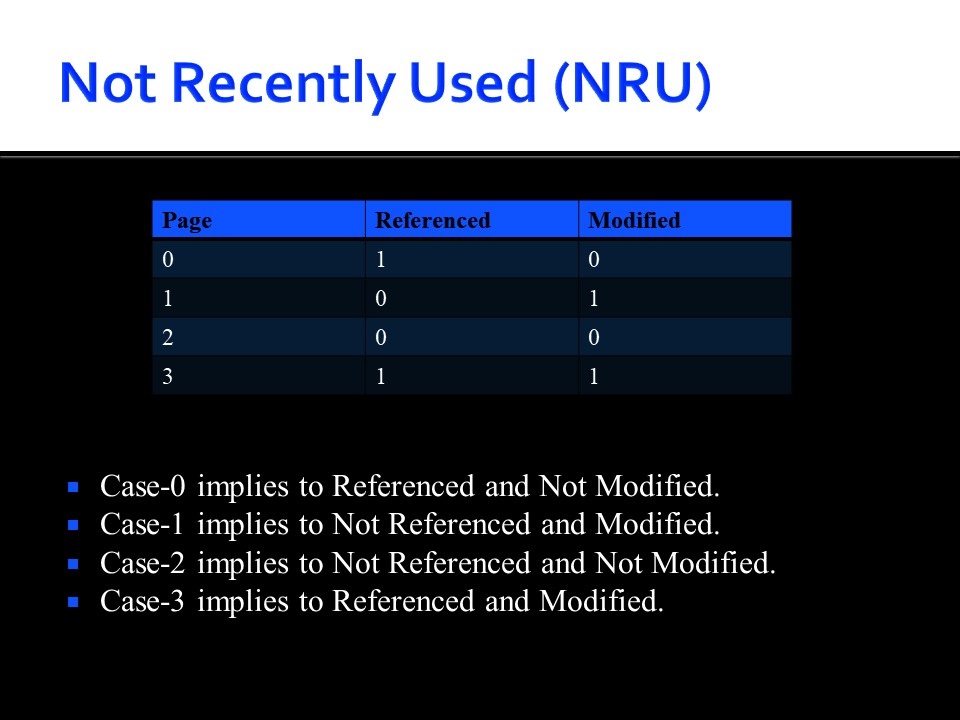 Not Recently Used (NRU)
Page Referenced Modified
0 1 0
1 0 1
2 0 0
3 1 1
Case-0 implies to Referenced and Not Modified.
Case-1 implies to Not Referenced and Modified.
Case-2 implies to Not Referenced and Not Modified.
Case-3 implies to Referenced and Modified.